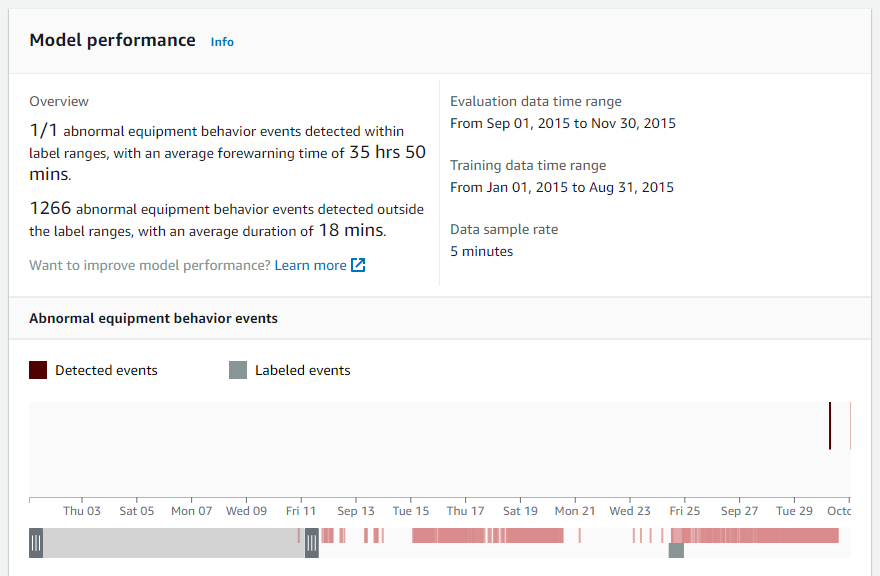 Model performance Info
Overview
1/1 abnormal equipment behavior events detected within
label ranges, with an average forewarning time of 35 hrs 50
mins.
1266 abnormal equipment behavior events detected outside
the label ranges, with an average duration of 18 mins.
Want to improve model performance? Learn more
Evaluation data time range
From Sep 01, 2015 to Nov 30, 2015
Training data time range
From Jan 01, 2015 to Aug 31, 2015
Data sample rate
5 minutes
Abnormal equipment behavior events
Detected events Labeled events
Thu 03 Sat 05 Mon 07 Wed 09 Fri 11 Sep 13 Tue 15 Thu 17 Sat 19 Mon 21 Wed 23 Fri 25 Sep 27 Tue 29 Octo